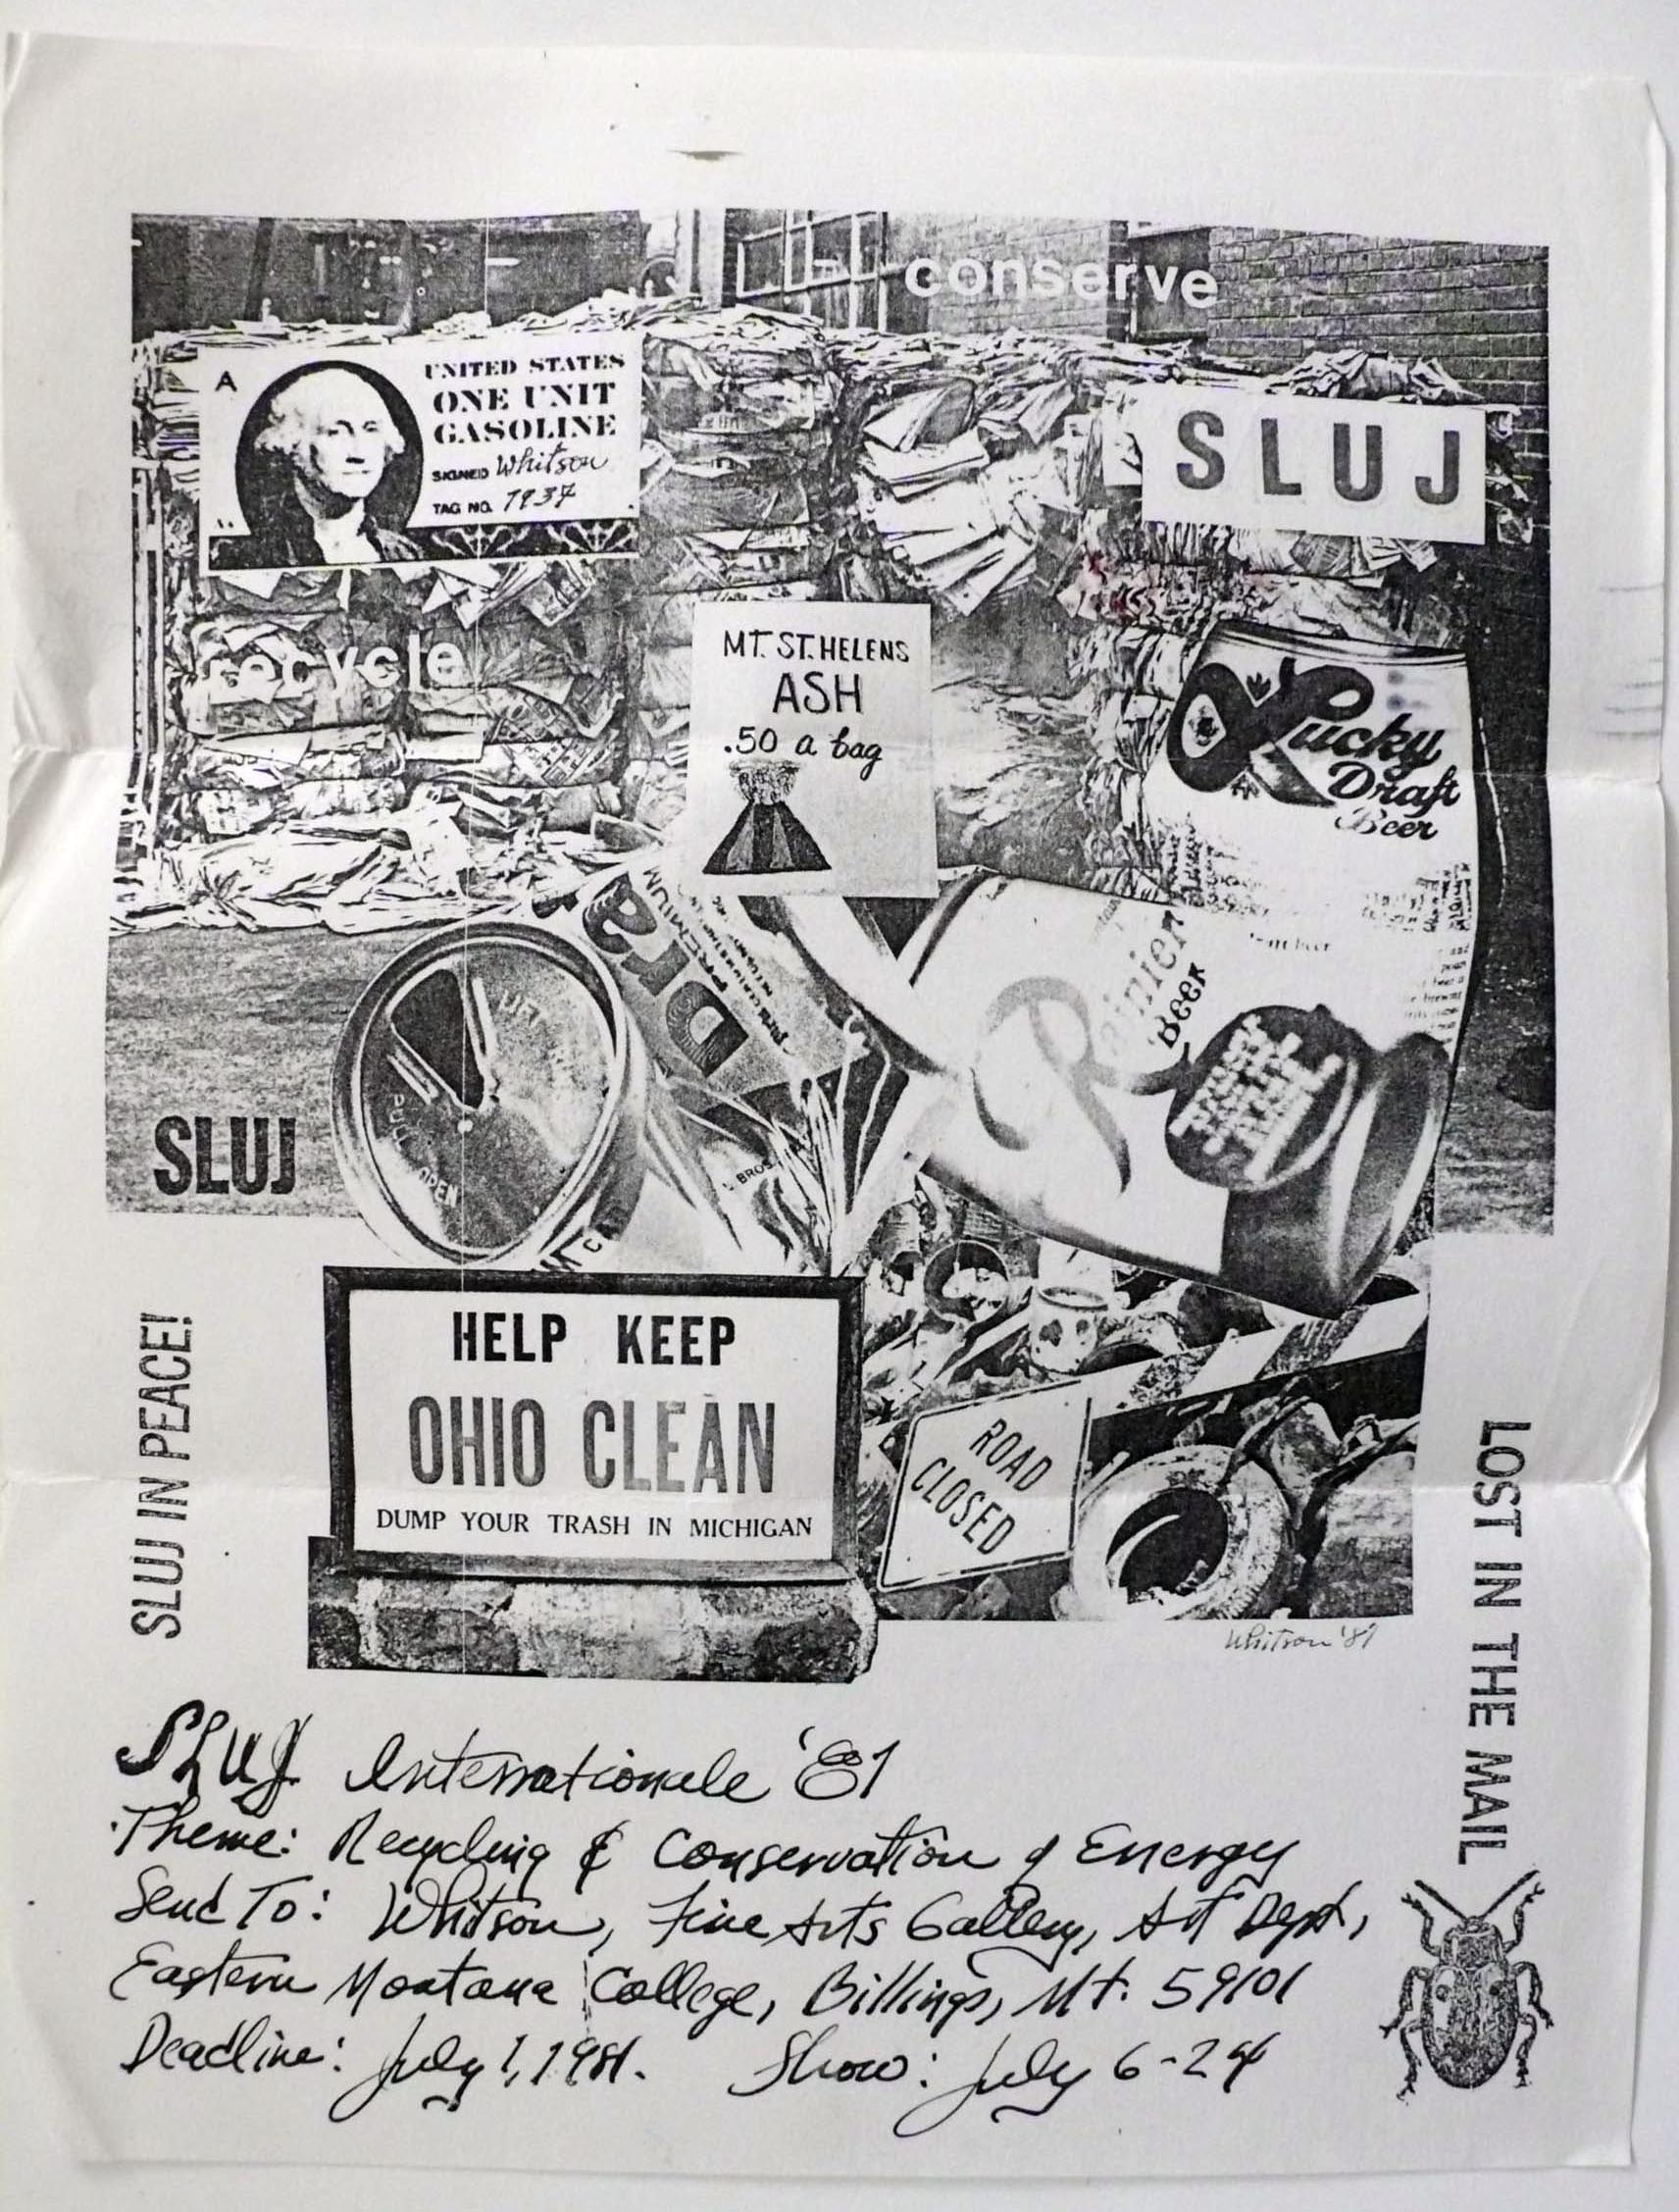 conserve
A
UNITED STATES
ONE UNIT
GASOLINE
SIGNED Whitson
TAG NO. 7937
SLUJ
recycle
MT. ST. HELENS
ASH
.50 a bag
Lucky
Draft
Beer
Dra
PREMIUM
Rainier
Beer
LIFT
PULL
OPEN
BROS
SLUJ
HELP KEEP
OHIO CLEAN
DUMP YOUR TRASH IN MICHIGAN
ROAD
CLOSED
Whitson '81
SLUJ IN PEACE!
LOST IN THE MAIL
SLUJ Internationale '81
Theme: Recycling & Conservation of Energy
Send To: Whitson, Fine Arts Gallery, Art Dept,
Eastern Montana College, Billings, Mt. 59101
Deadline: July 1, 1981. Show: July 6-24